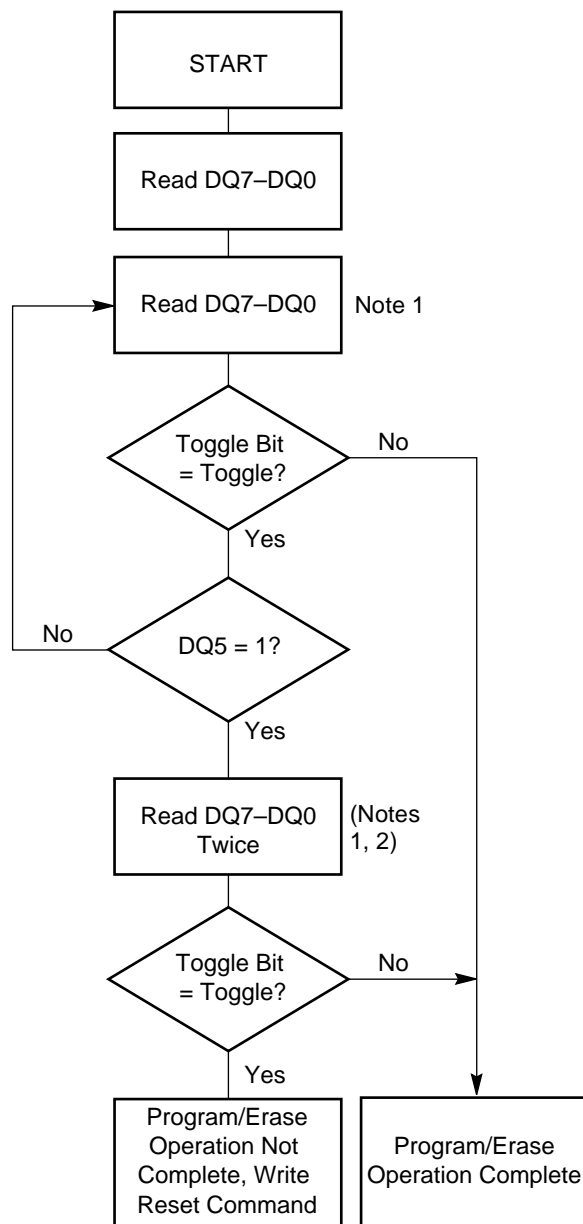 START
Read DQ7–DQ0
Read DQ7–DQ0
Note 1
Toggle Bit
= Toggle?
No
Yes
No
DQ5 = 1?
Yes
Read DQ7–DQ0
Twice
(Notes
1, 2)
Toggle Bit
= Toggle?
No
Yes
Program/Erase
Operation Not
Complete, Write
Reset Command
Program/Erase
Operation Complete